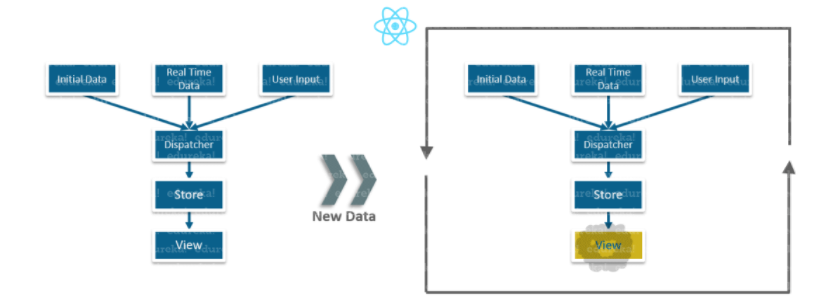 Initial Data
Real Time
Data
User Input
Dispatcher
Store
View
New Data
Initial Data
Real Time
Data
User Input
Dispatcher
Store
View